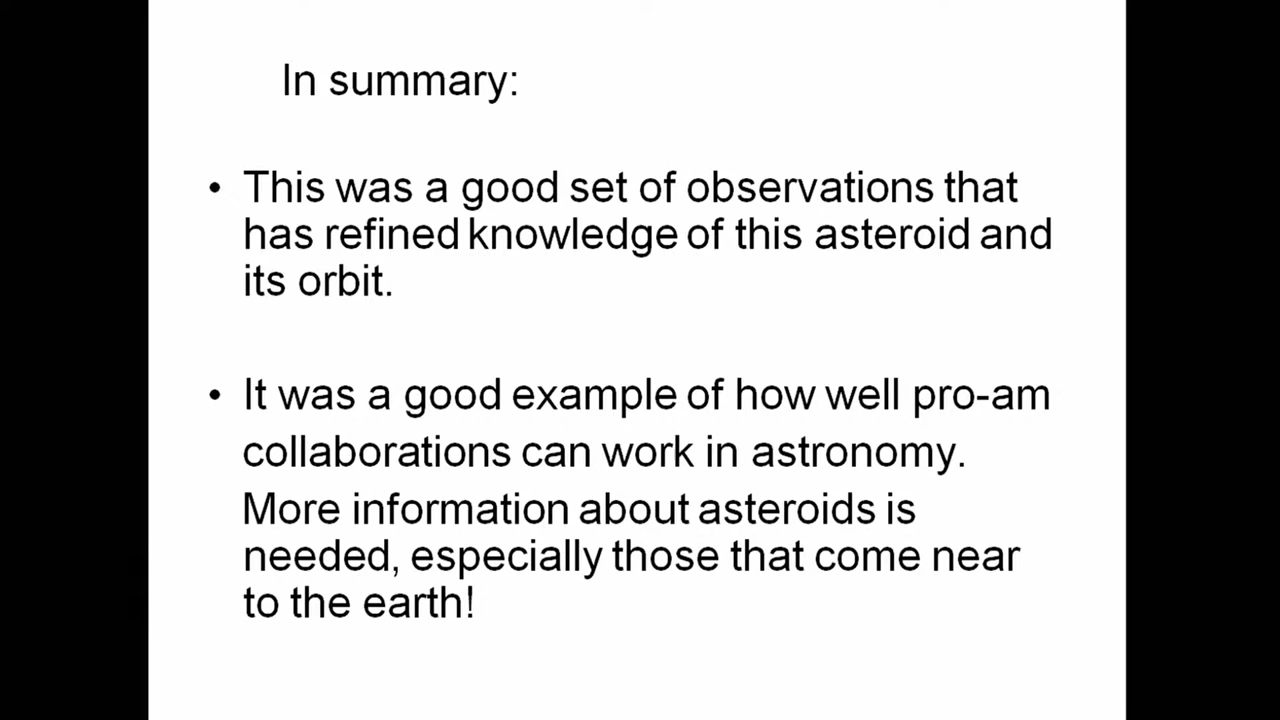 In summary:
• This was a good set of observations that
has refined knowledge of this asteroid and
its orbit.
• It was a good example of how well pro-am
collaborations can work in astronomy.
More information about asteroids is
needed, especially those that come near
to the earth!